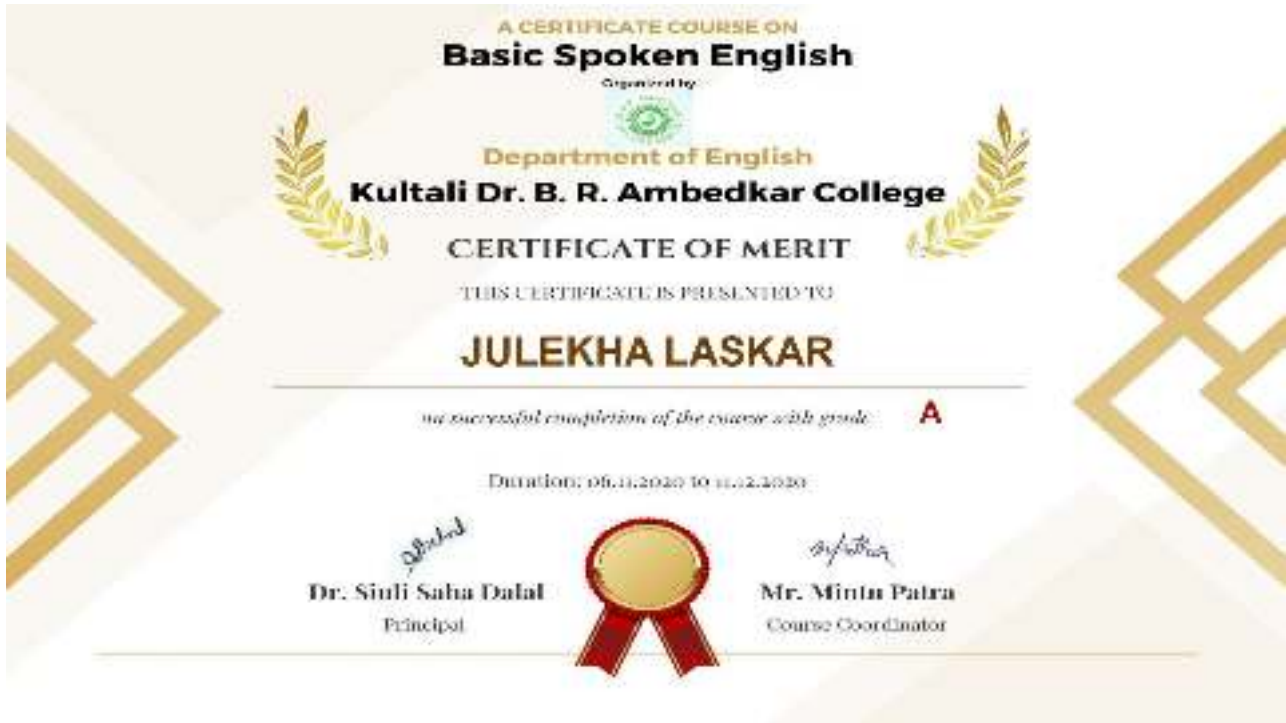 A CERTIFICATE COURSE ON
Basic Spoken English
Organized by
Department of English
Kultali Dr. B. R. Ambedkar College
CERTIFICATE OF MERIT
THIS CERTIFICATE IS PRESENTED TO
JULEKHA LASKAR
on successful completion of the course with grade A
Duration: 06.11.2020 to 11.12.2020
Dr. Siuli Saha Dalal Mr. Mintu Patra
Principal Course Coordinator